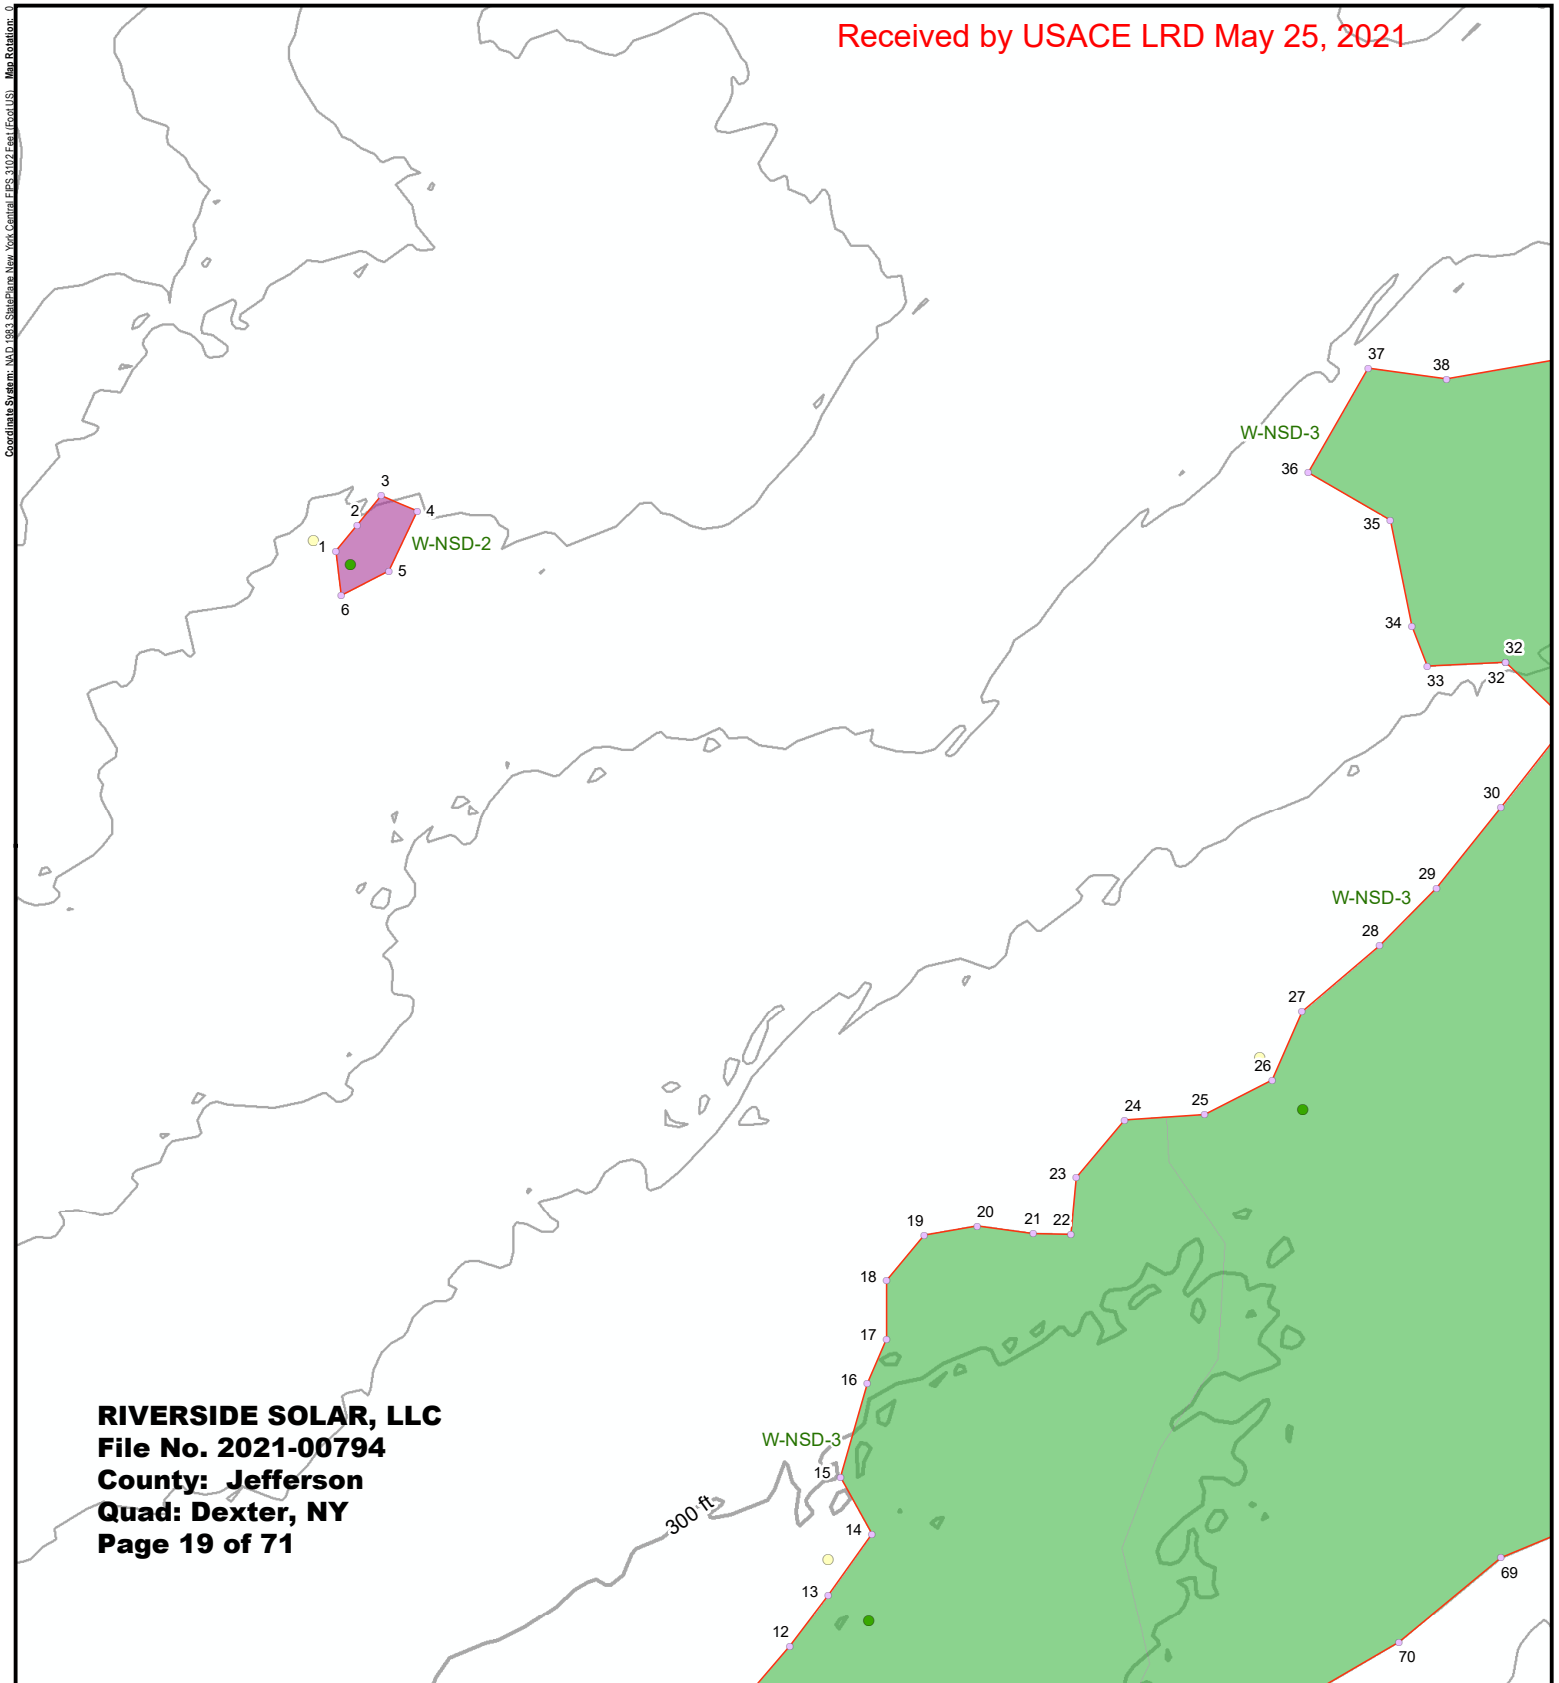 Coordinate System: NAD 1983 StatePlane New York Central FIPS 3102 Feet (Foot US) Map Rotation: 0
Received by USACE LRD May 25, 2021
37
38
W-NSD-3
36
3
2
4
35
1
W-NSD-2
5
6
34
32
33
32
30
29
W-NSD-3
28
27
26
25
24
23
22
21
20
19
18
17
16
RIVERSIDE SOLAR, LLC
File No. 2021-00794
County: Jefferson
Quad: Dexter, NY
Page 19 of 71
W-NSD-3
15
300 ft
14
13
12
69
70